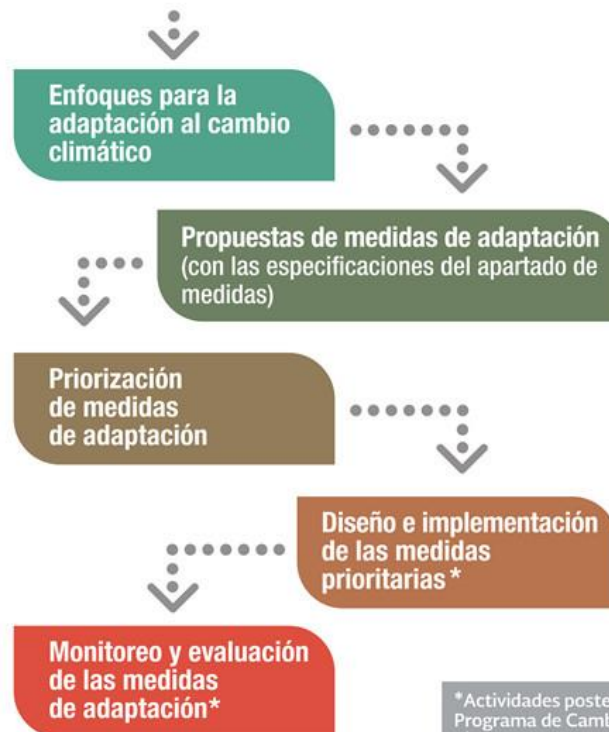 Enfoques para la
adaptación al cambio
climático
Propuestas de medidas de adaptación
(con las especificaciones del apartado de
medidas)
Priorización
de medidas
de adaptación
Diseño e implementación
de las medidas
prioritarias*
Monitoreo y evaluación
de las medidas
de adaptación*
*Actividades
Programa de